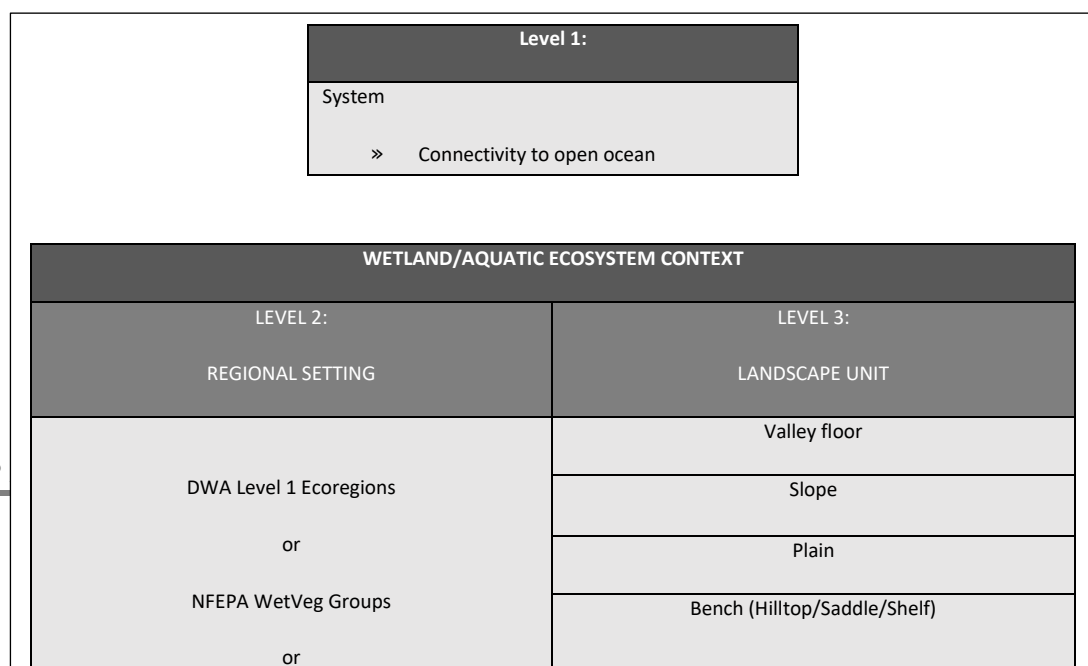 Level 1:
System
» Connectivity to open ocean
WETLAND/AQUATIC ECOSYSTEM CONTEXT
LEVEL 2:
REGIONAL SETTING
LEVEL 3:
LANDSCAPE UNIT
DWA Level 1 Ecoregions
or
NFEPA WetVeg Groups
or
Valley floor
Slope
Plain
Bench (Hilltop/Saddle/Shelf)